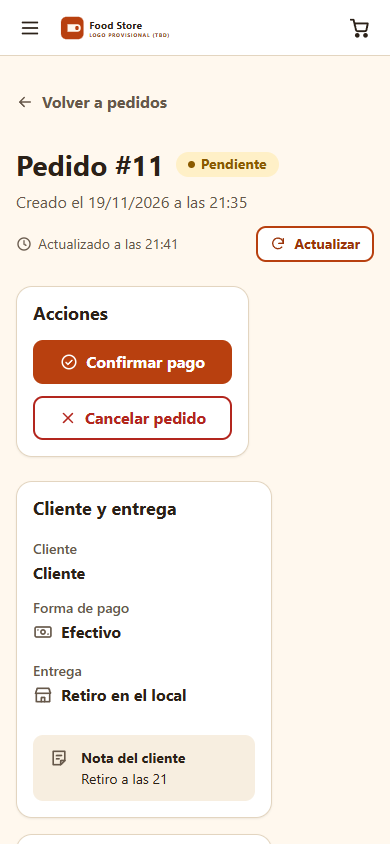 Food Store
LOGO PROVISIONAL (TBD)
Volver a pedidos
Pedido #11
Pendiente
Creado el 19/11/2026 a las 21:35
Actualizado a las 21:41
Actualizar
Acciones
Confirmar pago
Cancelar pedido
Cliente y entrega
Cliente
Cliente
Forma de pago
Efectivo
Entrega
Retiro en el local
Nota del cliente
Retiro a las 21